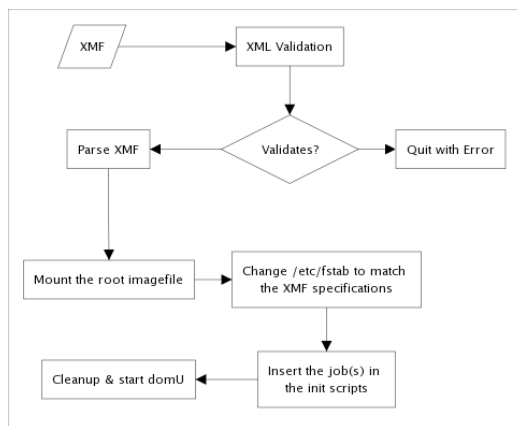 XMF
XML Validation
Parse XMF
Validates?
Quit with Error
Mount the root imagefile
Change /etc/fstab to match
the XMF specifications
Cleanup & start domU
Insert the job(s) in
the init scripts